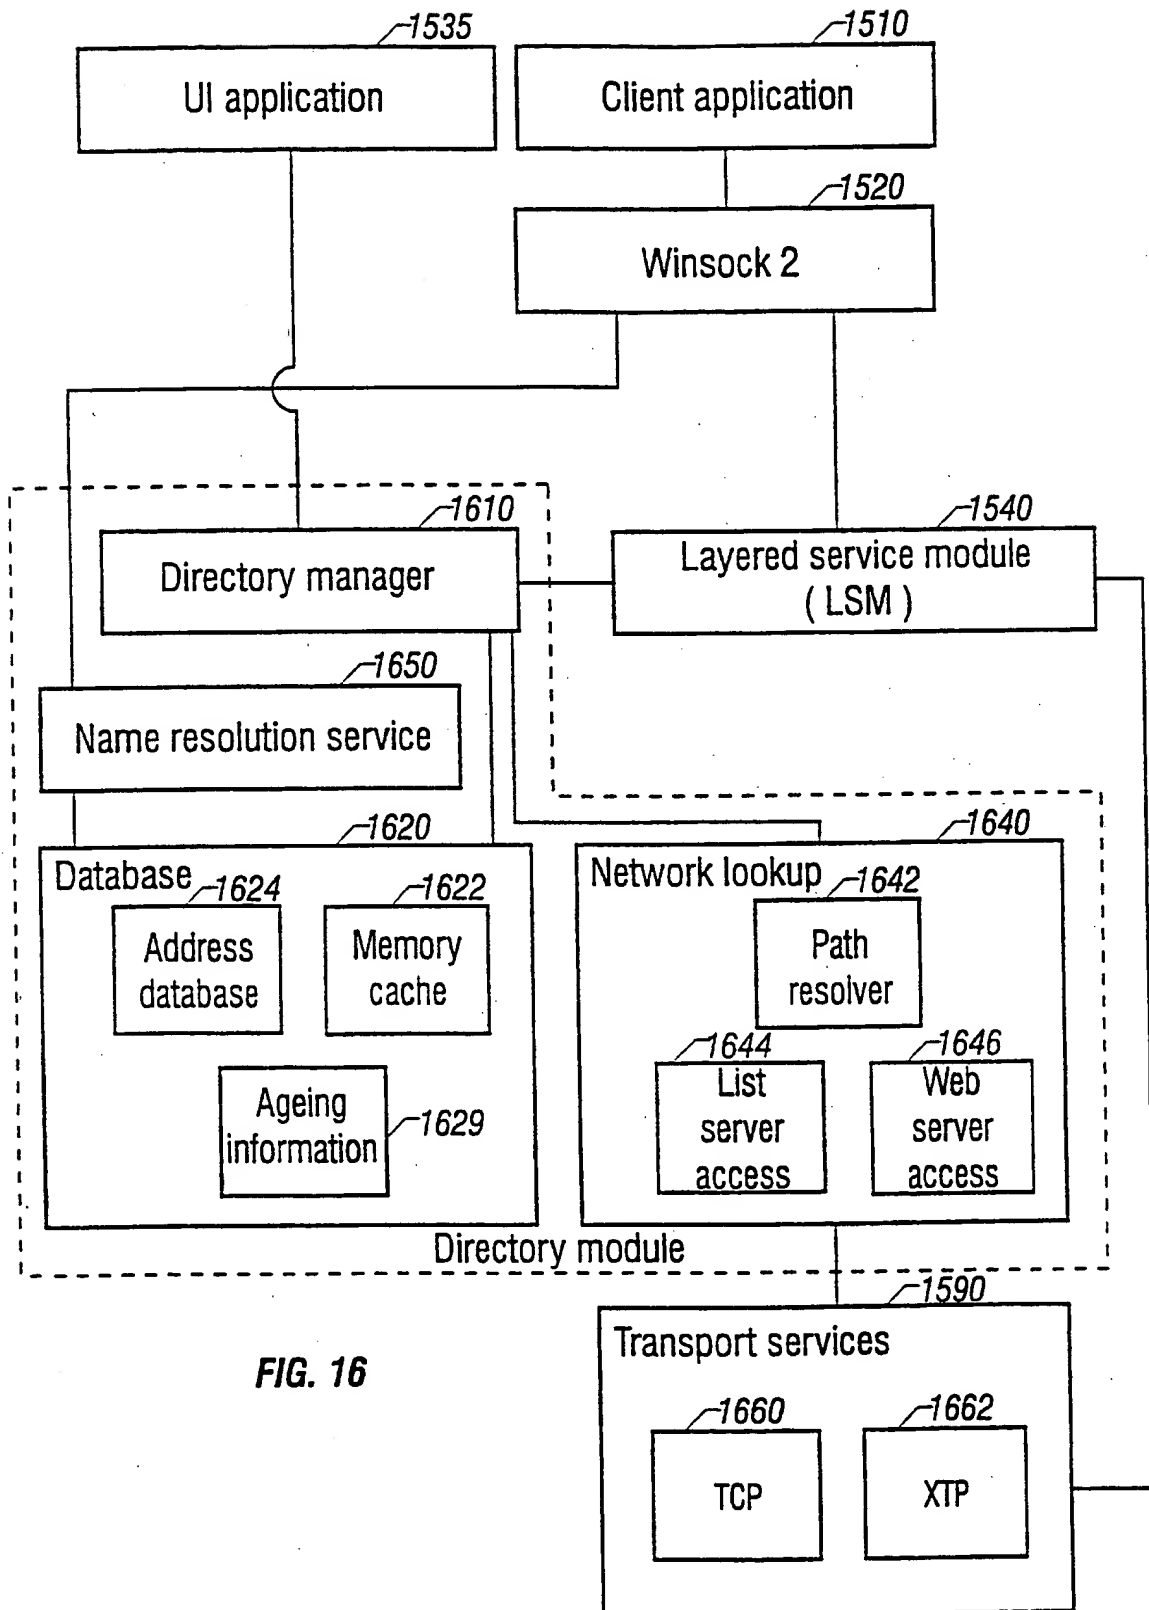 1535
1510
UI application
Client application
1520
Winsock 2
1610
1540
Directory manager
Layered service module
( LSM )
1650
Name resolution service
1620
1640
Database
Network lookup
1624
1622
1642
Address
database
Memory
cache
Path
resolver
1644
1646
List
server
access
Web
server
access
Ageing
information
1629
Directory module
1590
Transport services
FIG. 16
1660
1662
TCP
XTP